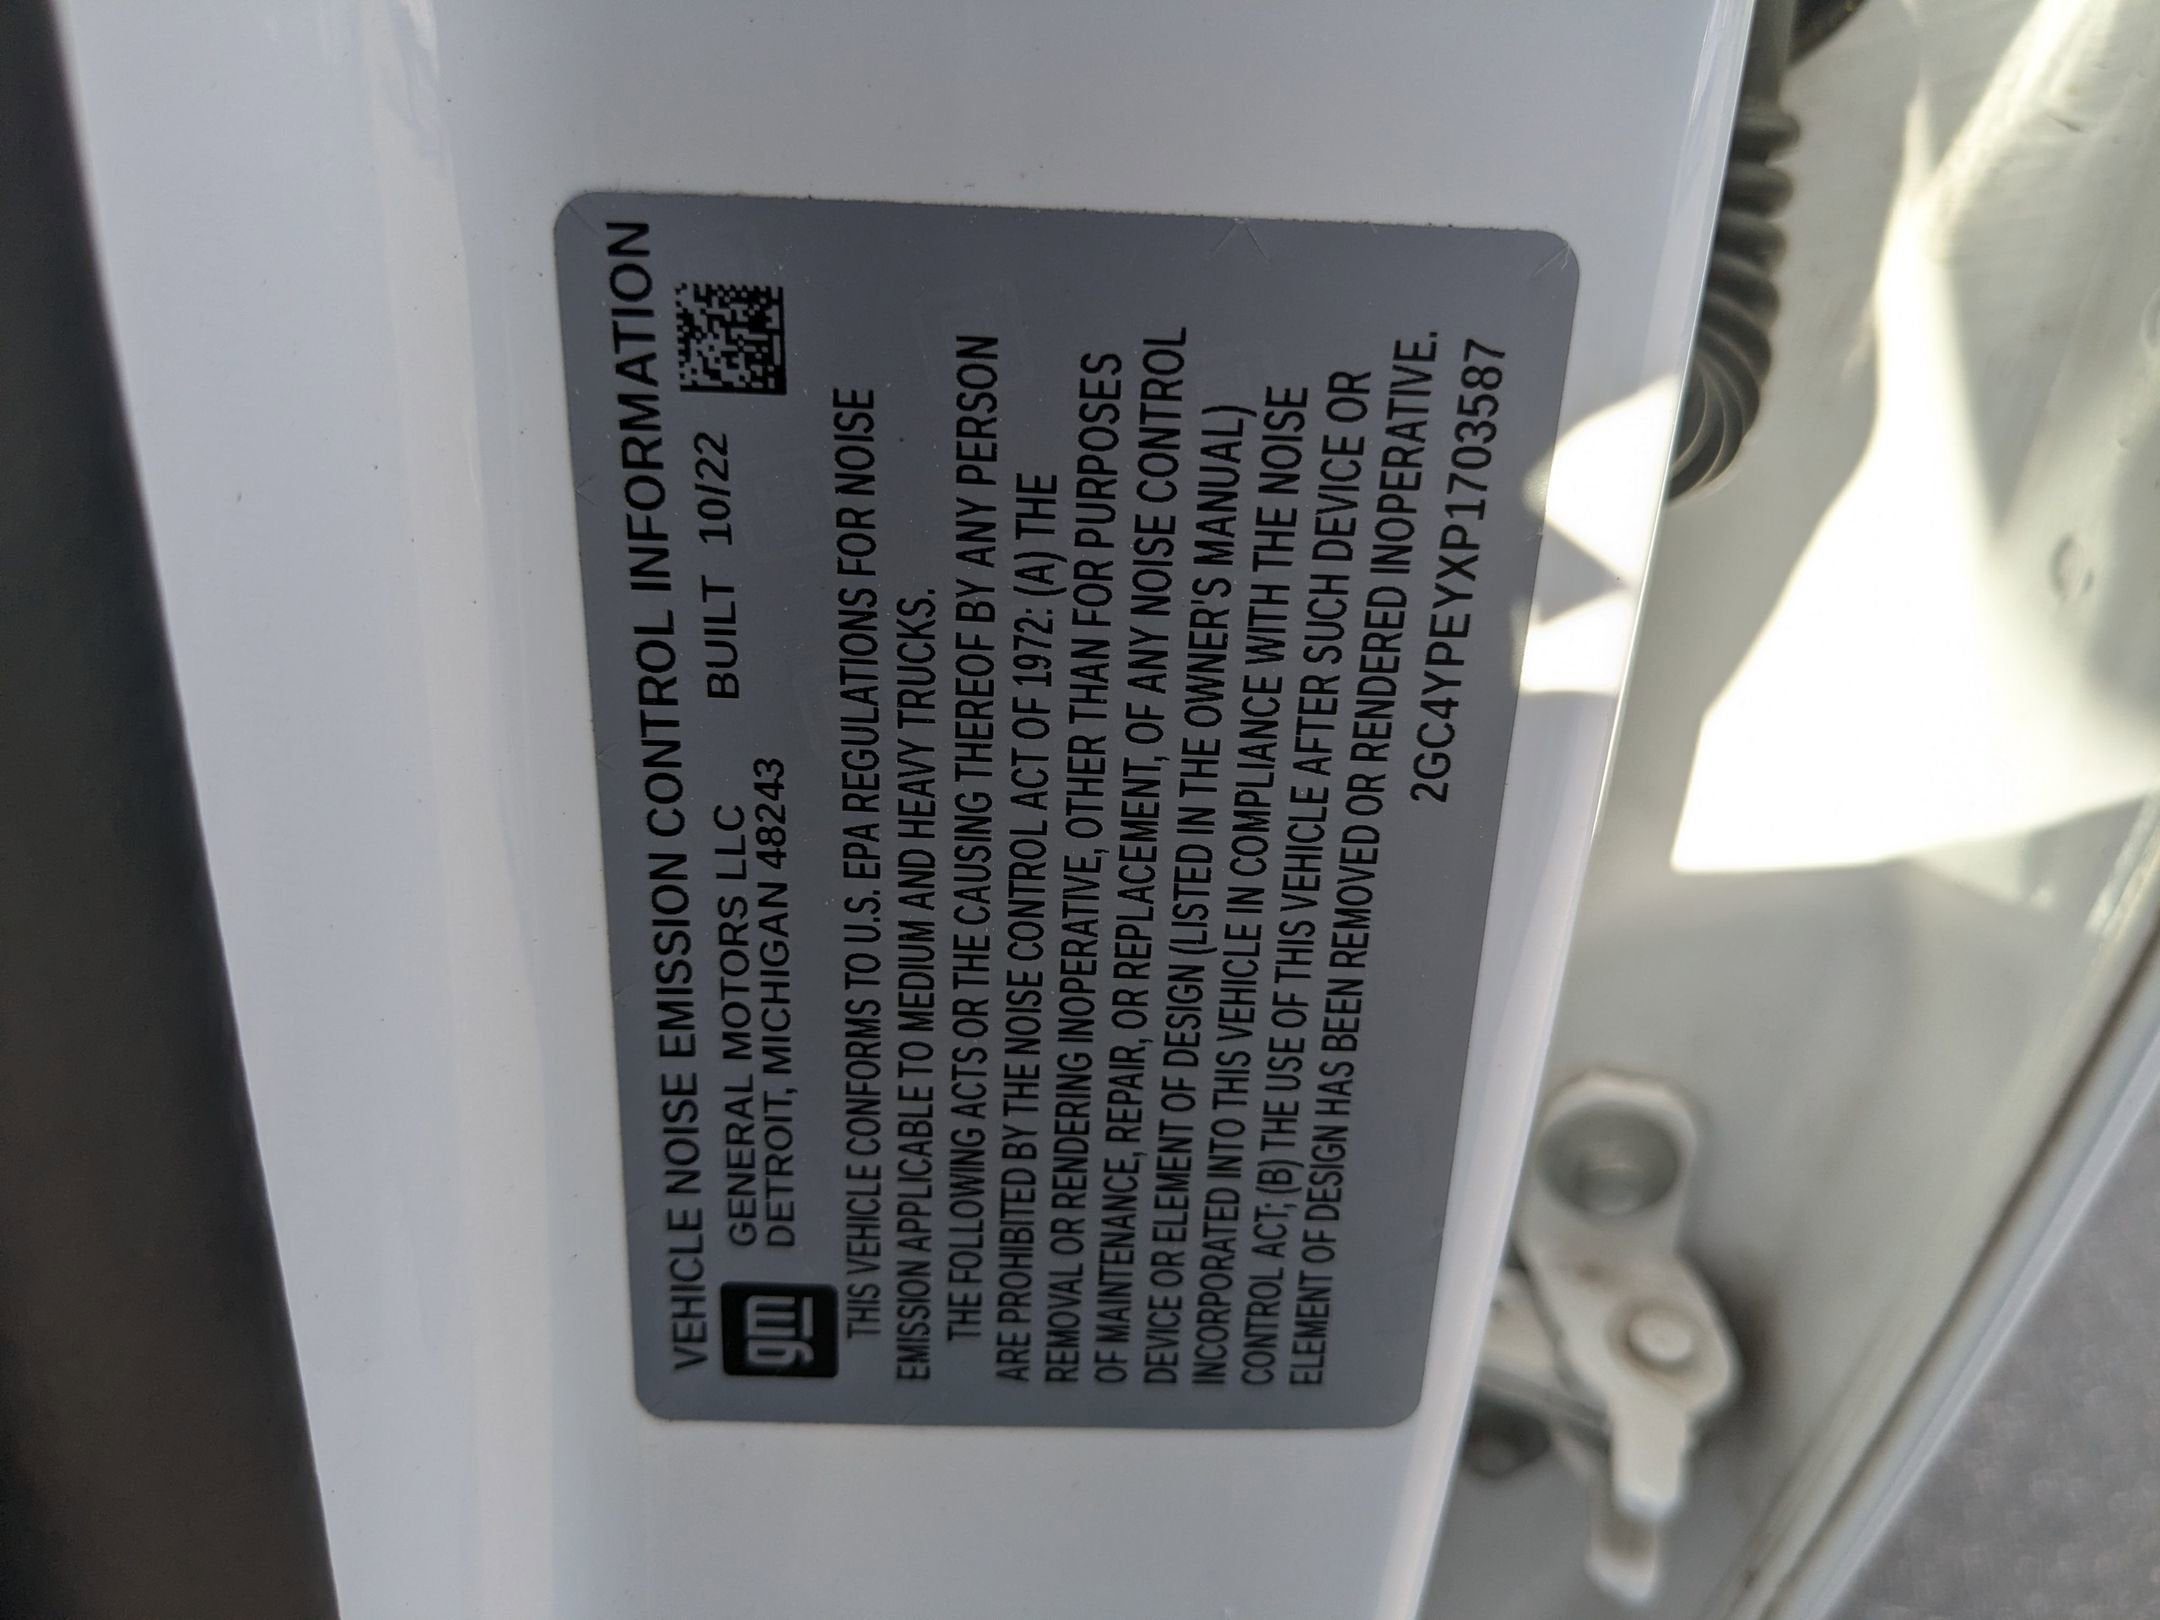 VEHICLE NOISE EMISSION CONTROL INFORMATION
gm
GENERAL MOTORS LLC BUILT 10/22
DETROIT, MICHIGAN 48243
THIS VEHICLE CONFORMS TO U.S. EPA REGULATIONS FOR NOISE
EMISSION APPLICABLE TO MEDIUM AND HEAVY TRUCKS.
THE FOLLOWING ACTS OR THE CAUSING THEREOF BY ANY PERSON
ARE PROHIBITED BY THE NOISE CONTROL ACT OF 1972: (A) THE
REMOVAL OR RENDERING INOPERATIVE, OTHER THAN FOR PURPOSES
OF MAINTENANCE, REPAIR, OR REPLACEMENT, OF ANY NOISE CONTROL
DEVICE OR ELEMENT OF DESIGN (LISTED IN THE OWNER'S MANUAL)
INCORPORATED INTO THIS VEHICLE IN COMPLIANCE WITH THE NOISE
CONTROL ACT; (B) THE USE OF THIS VEHICLE AFTER SUCH DEVICE OR
ELEMENT OF DESIGN HAS BEEN REMOVED OR RENDERED INOPERATIVE.
2GC4YPEYXP1703587